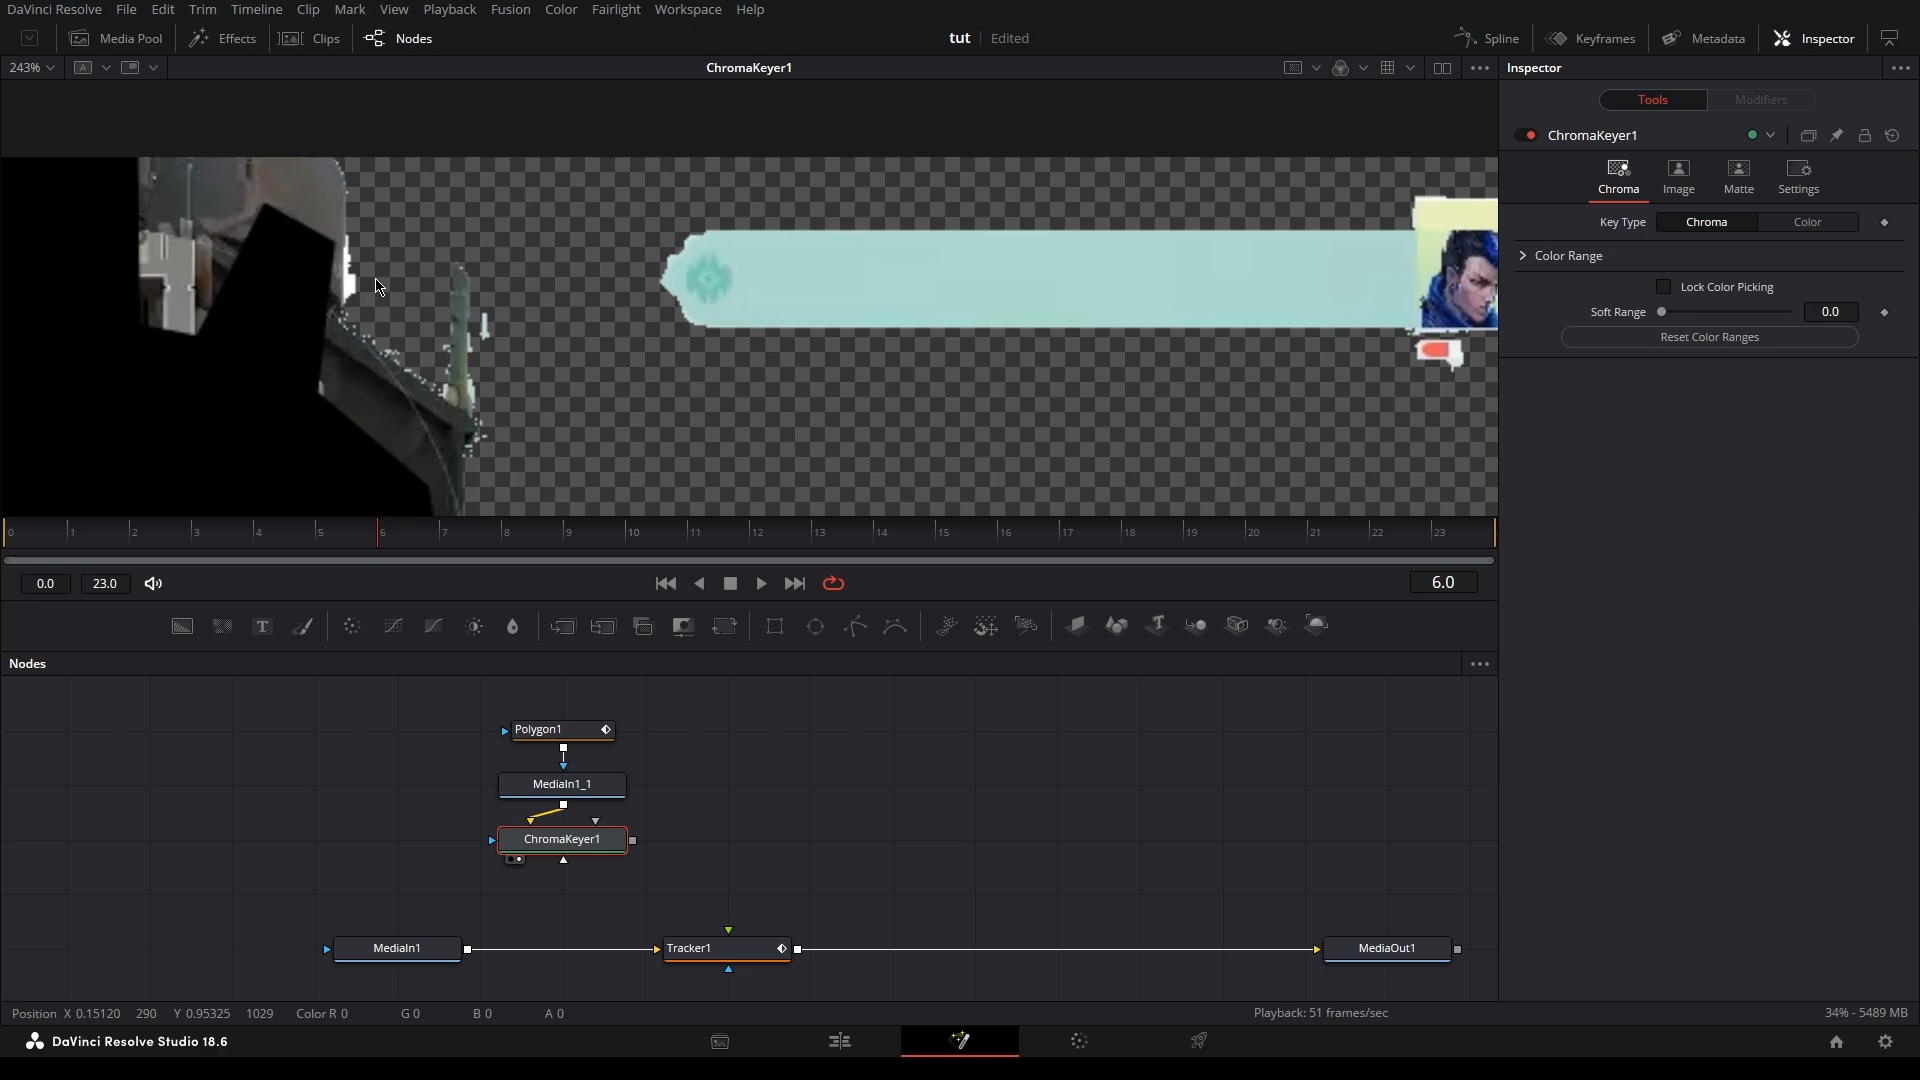 DaVinci Resolve File Edit Trim Timeline Clip Mark View Playback Fusion Color Fairlight Workspace Help
Media Pool Effects Clips Nodes tut Edited Spline Keyframes Metadata Inspector
243% A ChromaKeyer1 Inspector
Tools Modifiers
ChromaKeyer1
Chroma Image Matte Settings
Key Type Chroma Color
Color Range
Lock Color Picking
Soft Range 0.0
Reset Color Ranges
0 1 2 3 4 5 6 7 8 9 10 11 12 13 14 15 16 17 18 19 20 21 22 23
0.0 23.0 6.0
T T
Nodes
Polygon1
MediaIn1_1
ChromaKeyer1
MediaIn1 Tracker1 MediaOut1
Position X 0.15120 290 Y 0.95325 1029 Color R 0 G 0 B 0 A 0 Playback: 51 frames/sec 34% - 5489 MB
DaVinci Resolve Studio 18.6